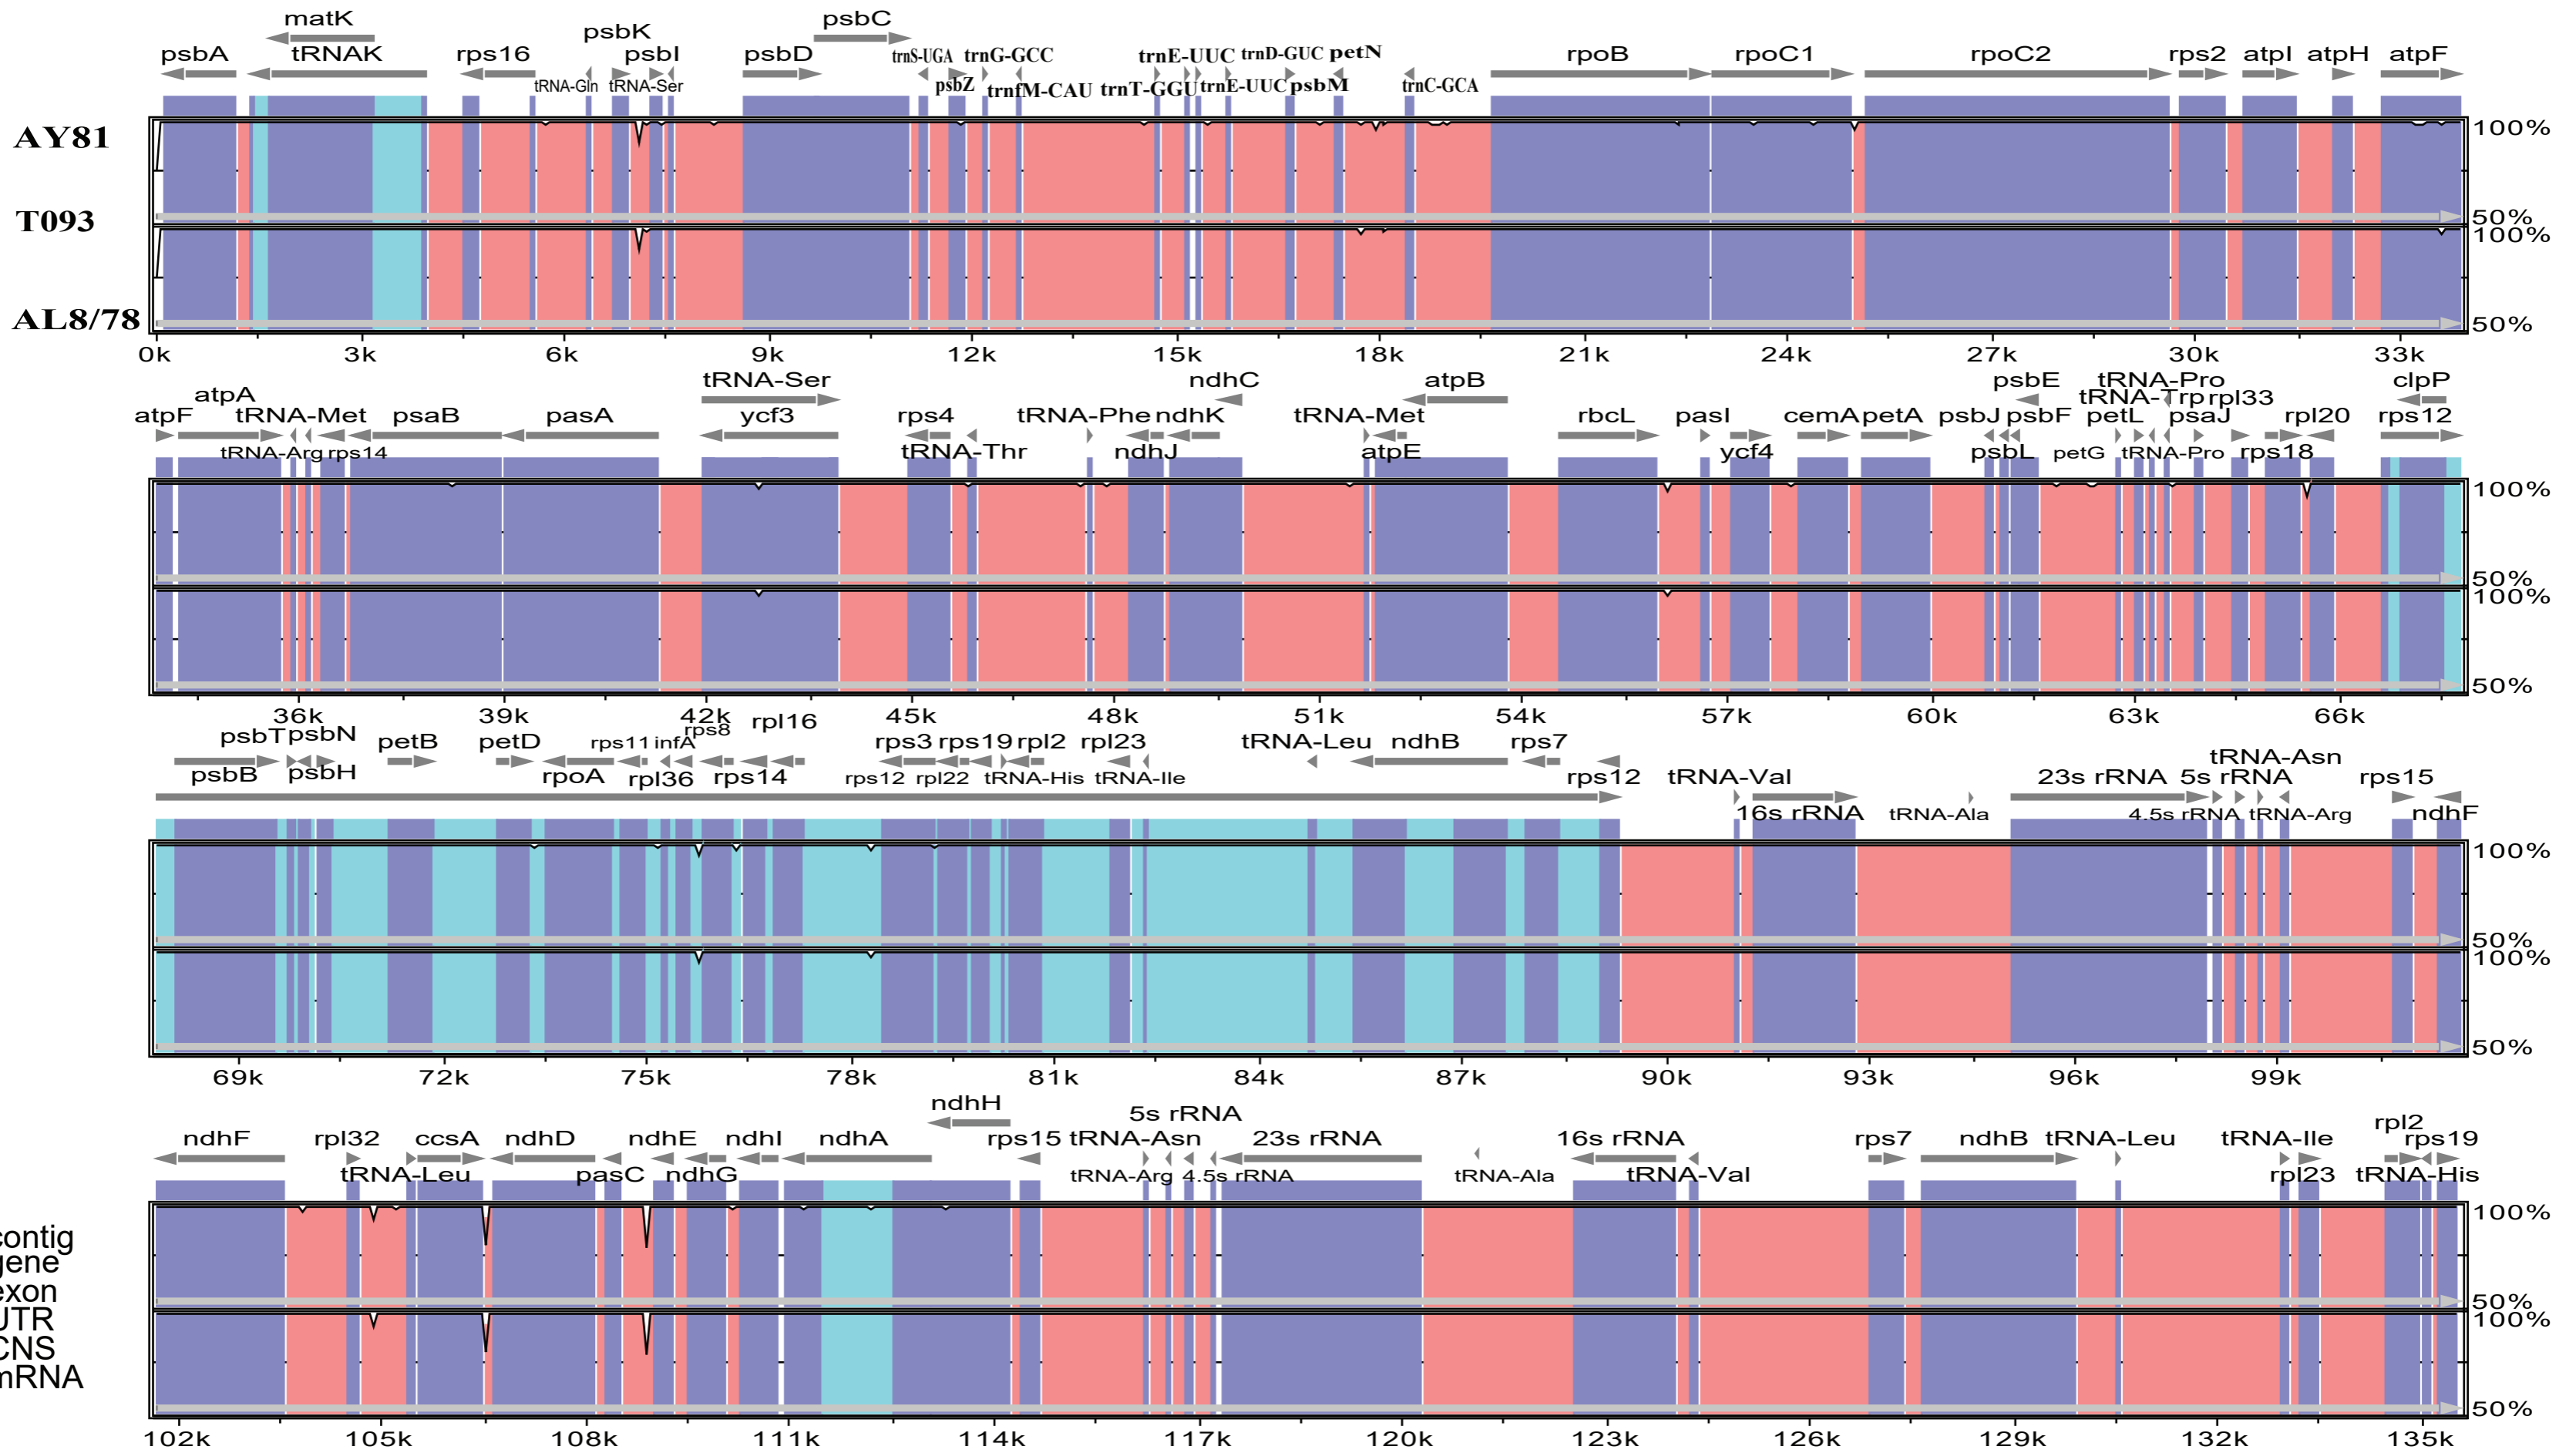 matK psbC
psbK
psbA tRNAK rps16 psbI psbD trnS-UGA trnG-GCC trnE-UUC trnD-GUC petN rpoB rpoC1 rpoC2 rps2 atpI atpH atpF
tRNA-Gln tRNA-Ser psbZ trnfM-CAU trnT-GGU trnE-UUC psbM trnC-GCA
AY81 100%
T093 50%
100%
AL8/78 50%
0k 3k 6k 9k 12k 15k 18k 21k 24k 27k 30k 33k
tRNA-Ser ndhC atpB psbE tRNA-Pro clpP
atpA tRNA-Trp rpl33
atpF tRNA-Met psaB pasA ycf3 rps4 tRNA-Phe ndhK tRNA-Met rbcL pasI cemA petA psbJ psbF petL psaJ rpl20 rps12
tRNA-Arg rps14 tRNA-Thr ndhJ atpE ycf4 psbL petG tRNA-Pro rps18
100%
50%
100%
50%
36k 39k 42k 45k 48k 51k 54k 57k 60k 63k 66k
rps8 rpl16
psbT psbN petB petD rps11 infA rps3 rps19 rpl2 rpl23 tRNA-Leu ndhB rps7 tRNA-Asn
psbB psbH rpoA rpl36 rps14 rps12 rpl22 tRNA-His tRNA-Ile rps12 tRNA-Val 23s rRNA 5s rRNA rps15
16s rRNA tRNA-Ala 4.5s rRNA tRNA-Arg ndhF
100%
50%
100%
50%
69k 72k 75k 78k 81k 84k 87k 90k 93k 96k 99k
ndhH 5s rRNA rpl2
ndhF rpl32 ccsA ndhD ndhE ndhI ndhA rps15 tRNA-Asn 23s rRNA 16s rRNA rps7 ndhB tRNA-Leu tRNA-Ile rps19
tRNA-Leu pasC ndhG tRNA-Arg 4.5s rRNA tRNA-Ala tRNA-Val rpl23 tRNA-His
100%
contig
gene
exon 50%
UTR 100%
CNS
mRNA
50%
102k 105k 108k 111k 114k 117k 120k 123k 126k 129k 132k 135k